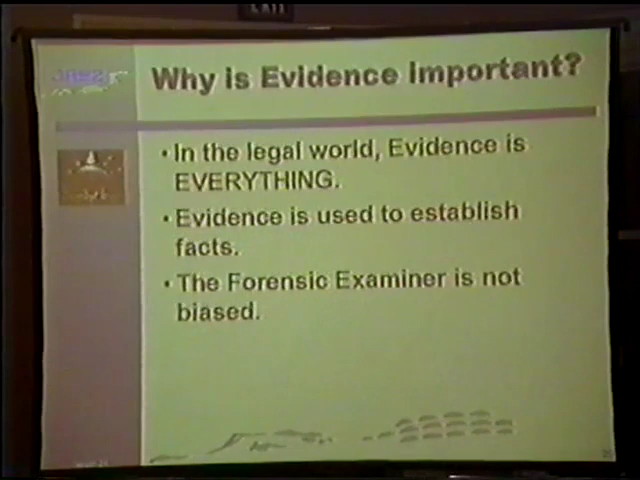 EXIT
Why is Evidence Important?
• In the legal world, Evidence is
EVERYTHING.
• Evidence is used to establish
facts.
• The Forensic Examiner is not
biased.